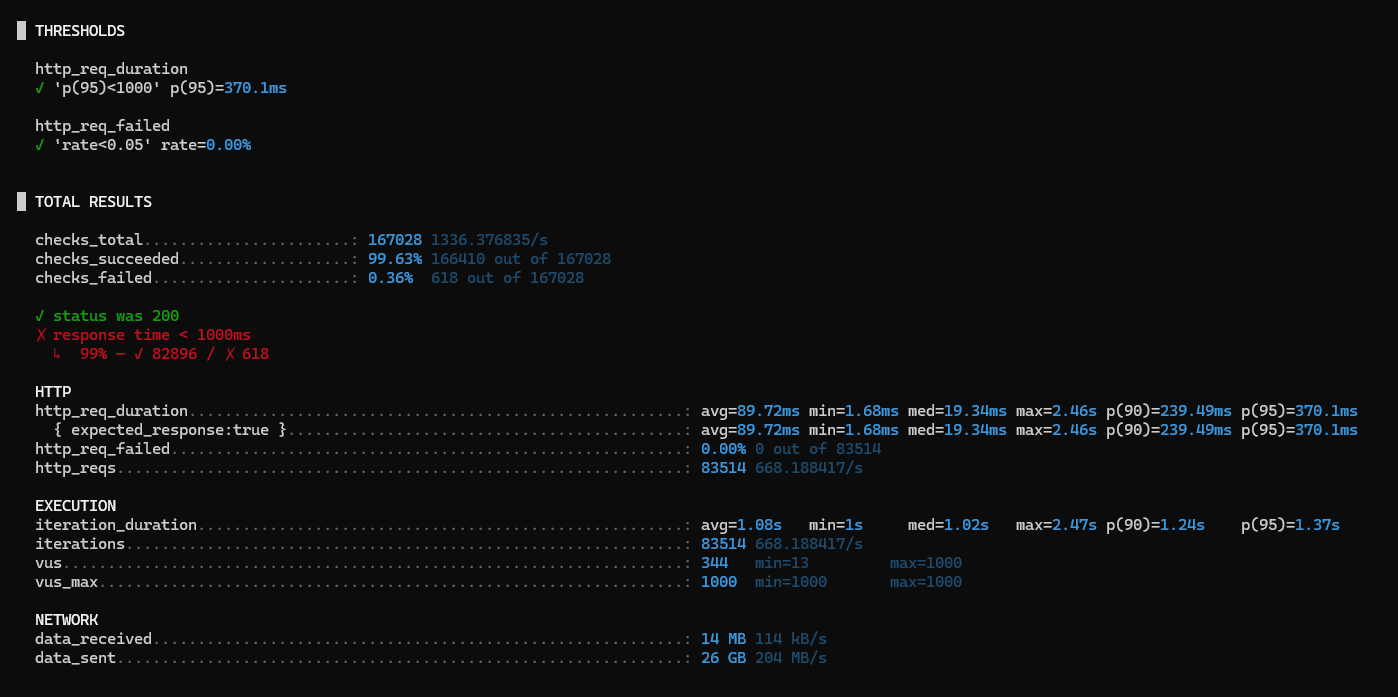 THRESHOLDS
http_req_duration
✓ 'p(95)<1000' p(95)=370.1ms
http_req_failed
✓ 'rate<0.05' rate=0.00%
TOTAL RESULTS
checks_total.......................: 167028 1336.376835/s
checks_succeeded...................: 99.63% 166410 out of 167028
checks_failed......................: 0.36%  618 out of 167028
✓ status was 200
✗ response time < 1000ms
↳  99% — ✓ 82896 / ✗ 618
HTTP
http_req_duration.......................................................: avg=89.72ms min=1.68ms med=19.34ms max=2.46s p(90)=239.49ms p(95)=370.1ms
{ expected_response:true }............................................: avg=89.72ms min=1.68ms med=19.34ms max=2.46s p(90)=239.49ms p(95)=370.1ms
http_req_failed.........................................................: 0.00% 0 out of 83514
http_reqs...............................................................: 83514 668.188417/s
EXECUTION
iteration_duration......................................................: avg=1.08s   min=1s     med=1.02s   max=2.47s p(90)=1.24s    p(95)=1.37s
iterations..............................................................: 83514 668.188417/s
vus.....................................................................: 344   min=13         max=1000
vus_max.................................................................: 1000  min=1000       max=1000
NETWORK
data_received...........................................................: 14 MB 114 kB/s
data_sent...............................................................: 26 GB 204 MB/s